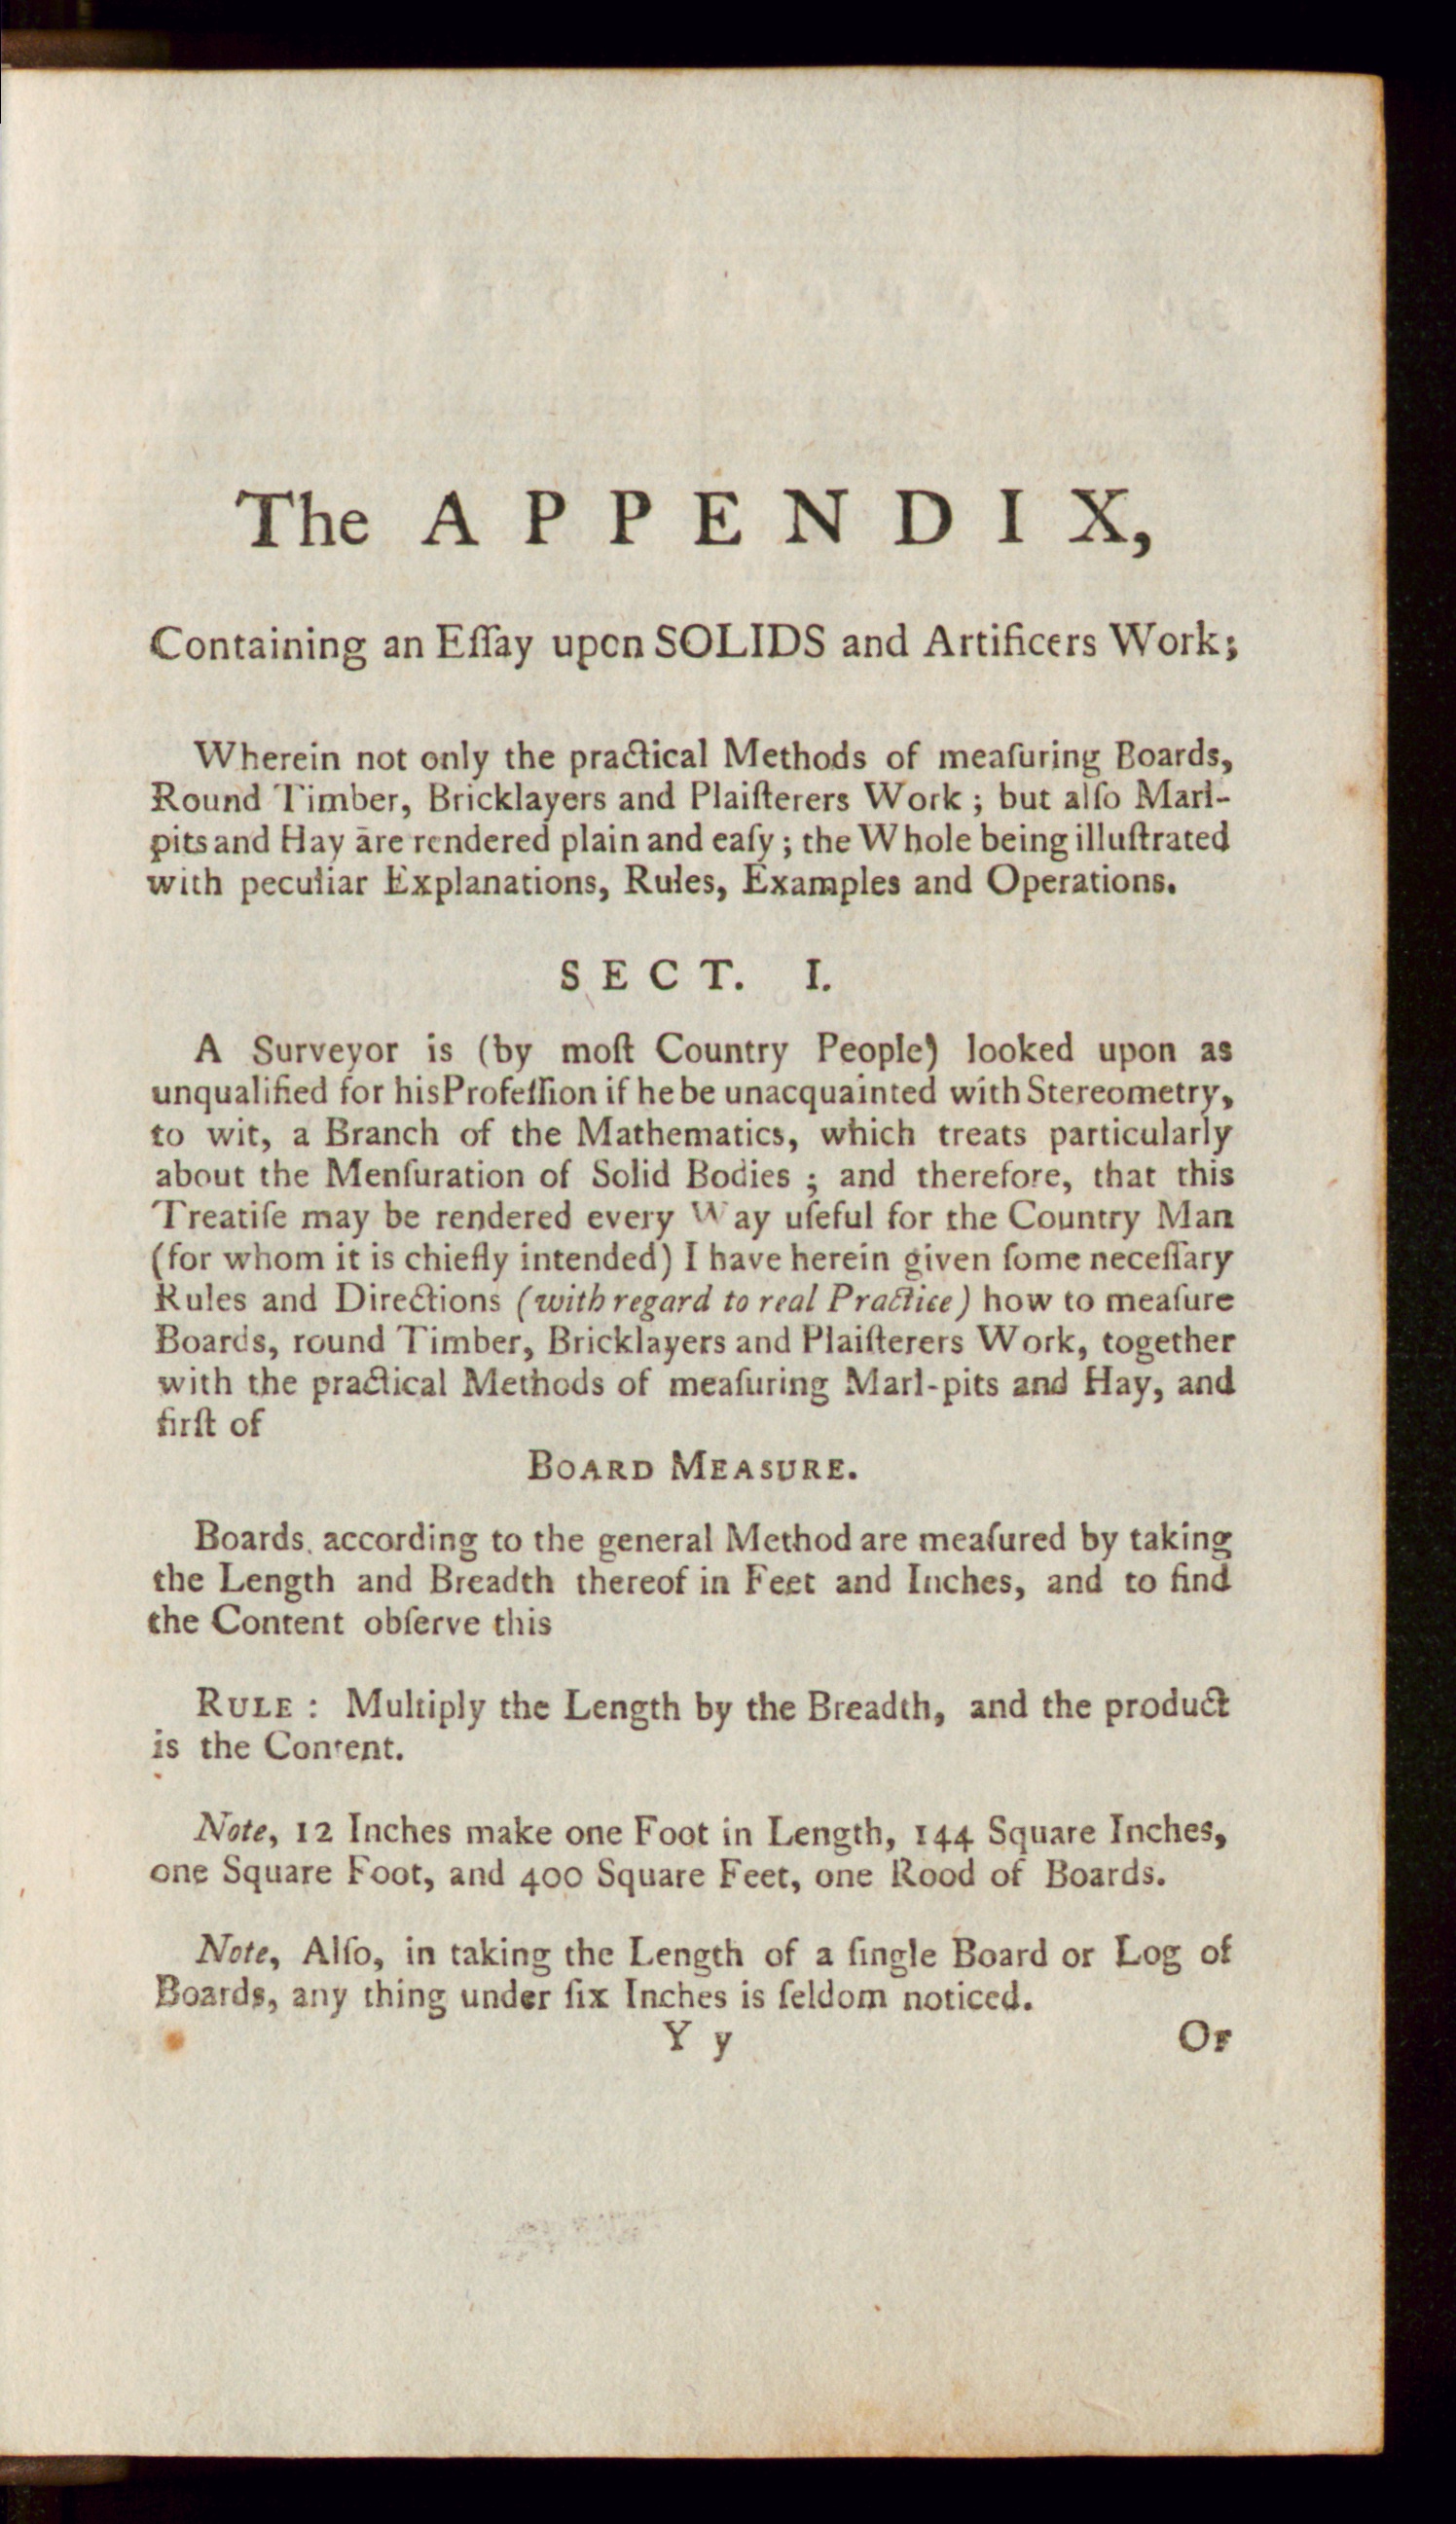 The APPENDIX,
Containing an Eſſay upon SOLIDS and Artificers Work;
Wherein not only the practical Methods of meaſuring Boards,
Round Timber, Bricklayers and Plaiſterers Work; but alſo Marl-
pits and Hay are rendered plain and eaſy; the Whole being illuſtrated
with peculiar Explanations, Rules, Examples and Operations.
SECT. I.
A Surveyor is (by moſt Country People) looked upon as
unqualified for his Profeſſion if he be unacquainted with Stereometry,
to wit, a Branch of the Mathematics, which treats particularly
about the Menſuration of Solid Bodies; and therefore, that this
Treatiſe may be rendered every Way uſeful for the Country Man
(for whom it is chiefly intended) I have herein given ſome neceſſary
Rules and Directions (with regard to real Practice) how to meaſure
Boards, round Timber, Bricklayers and Plaiſterers Work, together
with the practical Methods of meaſuring Marl-pits and Hay, and
firſt of
BOARD MEASURE.
Boards, according to the general Method are meaſured by taking
the Length and Breadth thereof in Feet and Inches, and to find
the Content obſerve this
RULE: Multiply the Length by the Breadth, and the product
is the Content.
Note, 12 Inches make one Foot in Length, 144 Square Inches,
one Square Foot, and 400 Square Feet, one Rood of Boards.
Note, Alſo, in taking the Length of a ſingle Board or Log of
Boards, any thing under ſix Inches is ſeldom noticed.
Y y Or